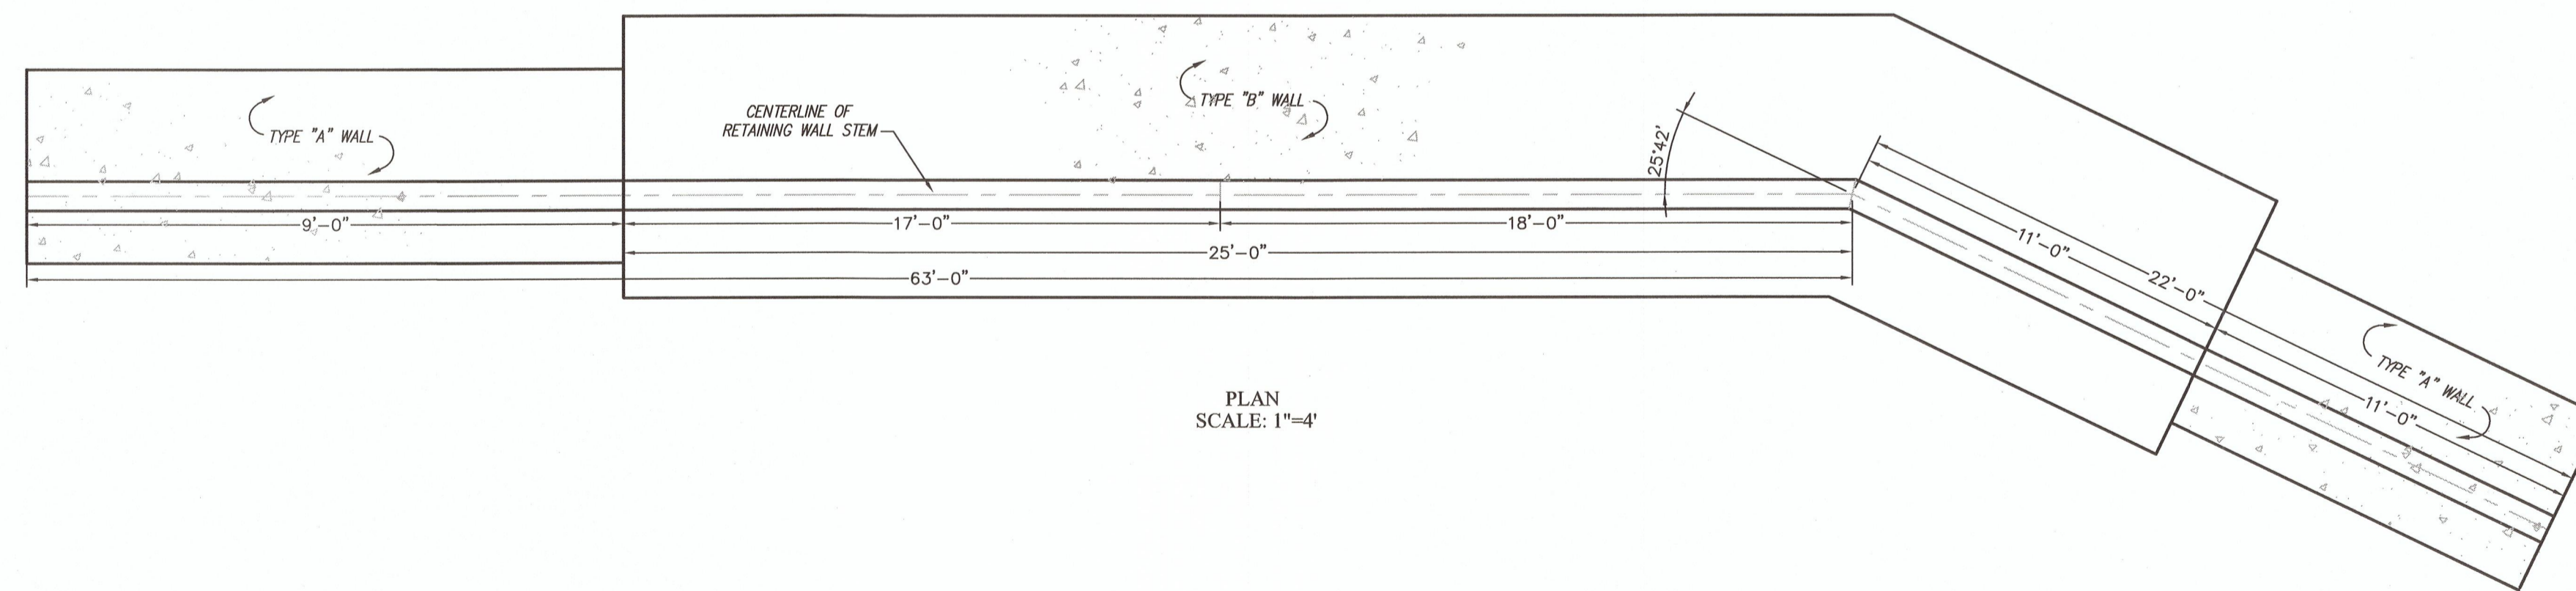 CENTERLINE OF
RETAINING WALL STEM
TYPE "A" WALL
TYPE "B" WALL
25°42'
9'-0"
17'-0"
18'-0"
25'-0"
63'-0"
11'-0"
22'-0"
TYPE "A" WALL
11'-0"
PLAN
SCALE: 1"=4'